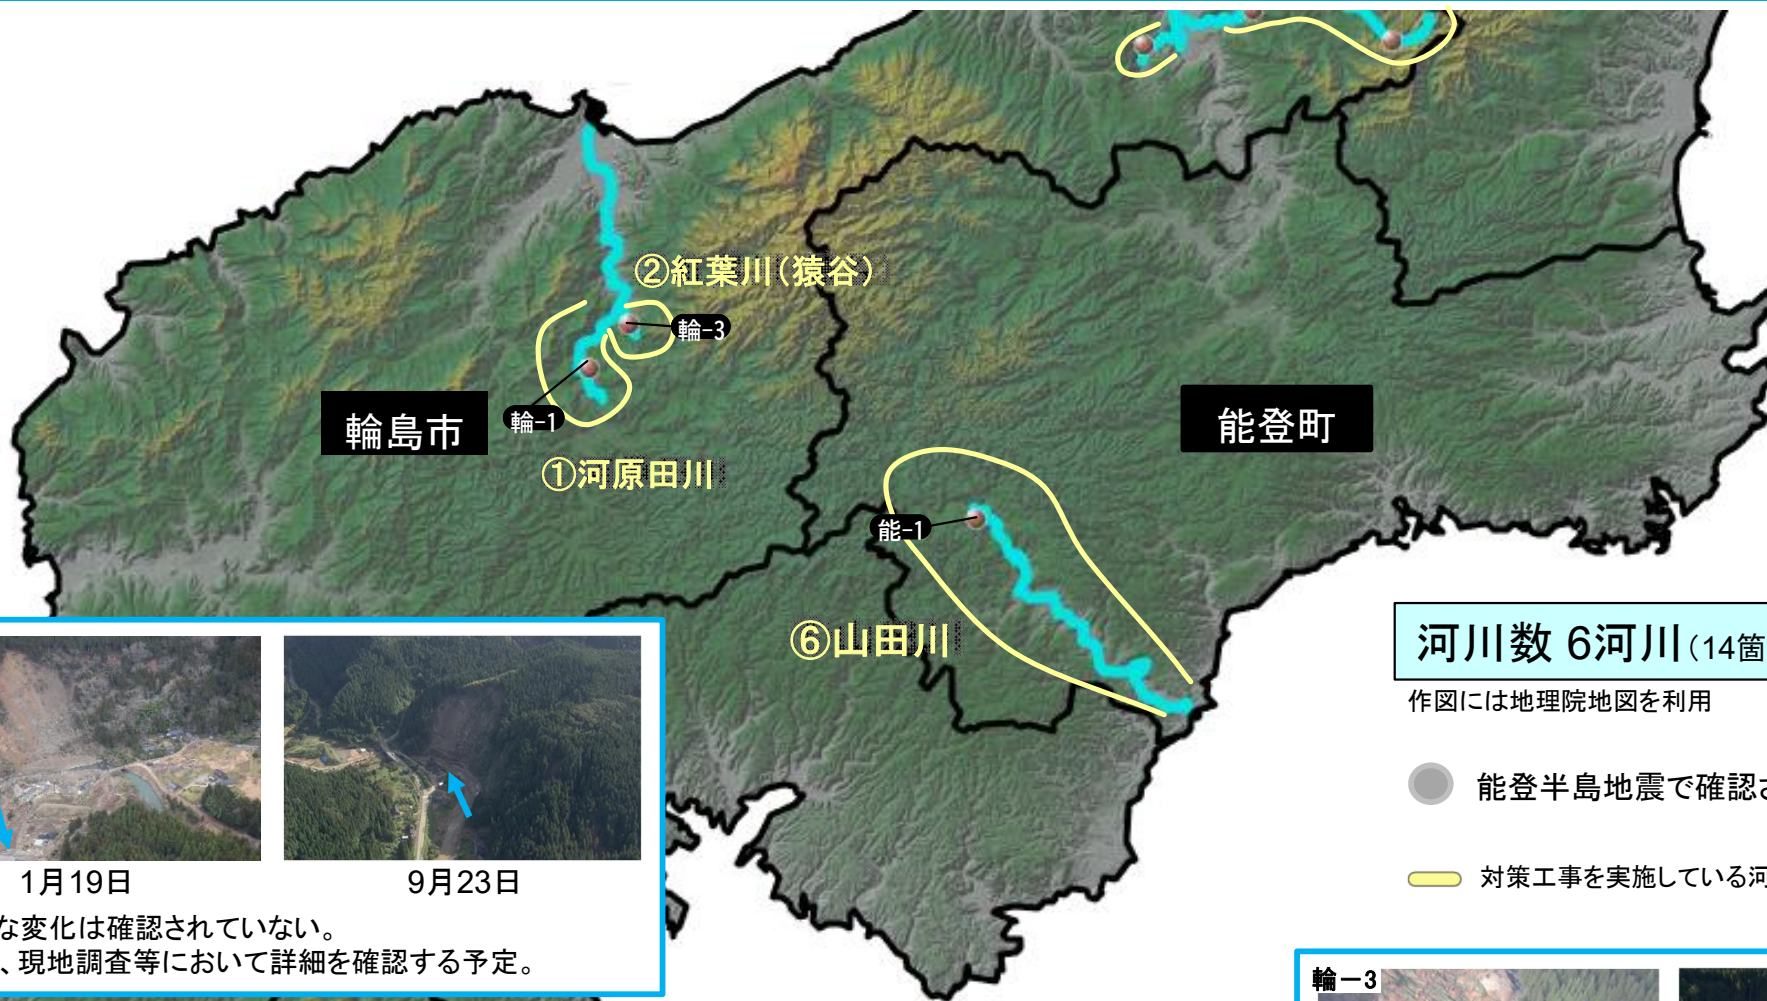 ②紅葉川(猿谷)
輪-3
輪-1
輪島市
能登町
①河原田川
能-1
⑥山田川
河川数 6河川(14箇
作図には地理院地図を利用
能登半島地震で確認さ
対策工事を実施している河
1月19日
9月23日
な変化は確認されていない。
、現地調査等において詳細を確認する予定。
輪-3